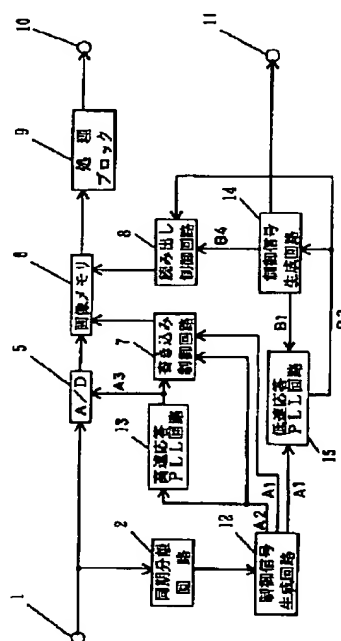 1
2
同期分離
回路
5
A/D
A3
6
画像メモリ
9
処理
ブロック
10
13
高速応答
PLL回路
7
書き込み
制御回路
8
読み出し
制御回路
B4
12
制御信号
生成回路
A2
A1
A1
低速応答
PLL回路
15
B1
14
制御信号
生成回路
11